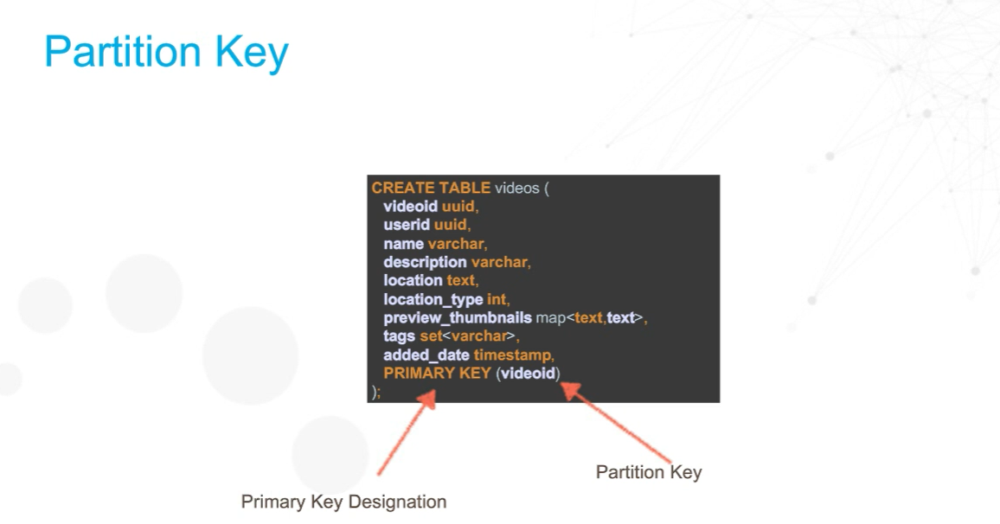 Partition Key
CREATE TABLE videos (
videoid uuid,
userid uuid,
name varchar,
description varchar,
location text,
location_type int,
preview_thumbnails map<text,text>,
tags set<varchar>,
added_date timestamp,
PRIMARY KEY (videoid)
);
Partition Key
Primary Key Designation